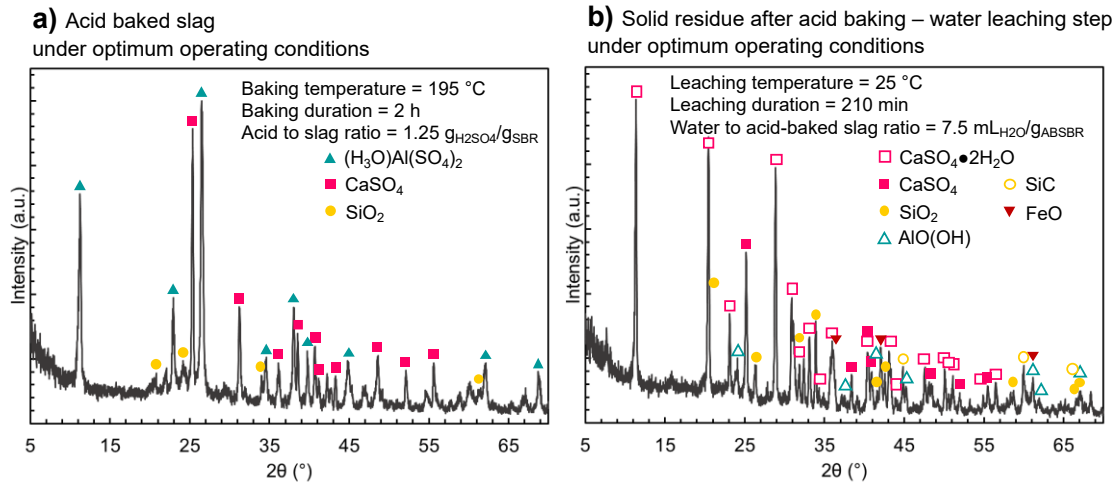 a) Acid baked slag
under optimum operating conditions
Baking temperature = 195 °C
Baking duration = 2 h
Acid to slag ratio = 1.25 gH2SO4/gSBR
(H3O)Al(SO4)2
CaSO4
SiO2
Intensity (a.u.)
5 15 25 35 45 55 65
2θ (°)
b) Solid residue after acid baking – water leaching step
under optimum operating conditions
Leaching temperature = 25 °C
Leaching duration = 210 min
Water to acid-baked slag ratio = 7.5 mLH2O/gABSBR
CaSO4●2H2O
CaSO4 SiC
SiO2 FeO
AlO(OH)
Intensity (a.u.)
5 15 25 35 45 55 65
2θ (°)